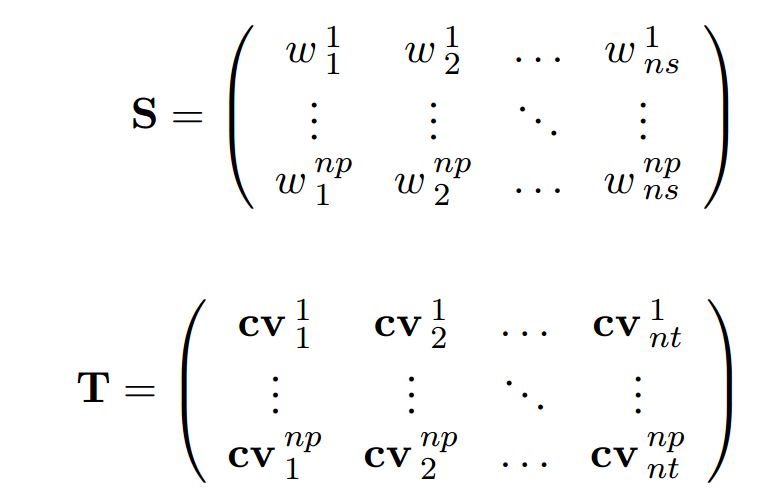 w 1 1 w 1 2 … w 1 ns
S = ⋮ ⋮ ⋱ ⋮
w np 1 w np 2 … w np ns
cv 1 1 cv 1 2 … cv 1 nt
T = ⋮ ⋮ ⋱ ⋮
cv np 1 cv np 2 … cv np nt